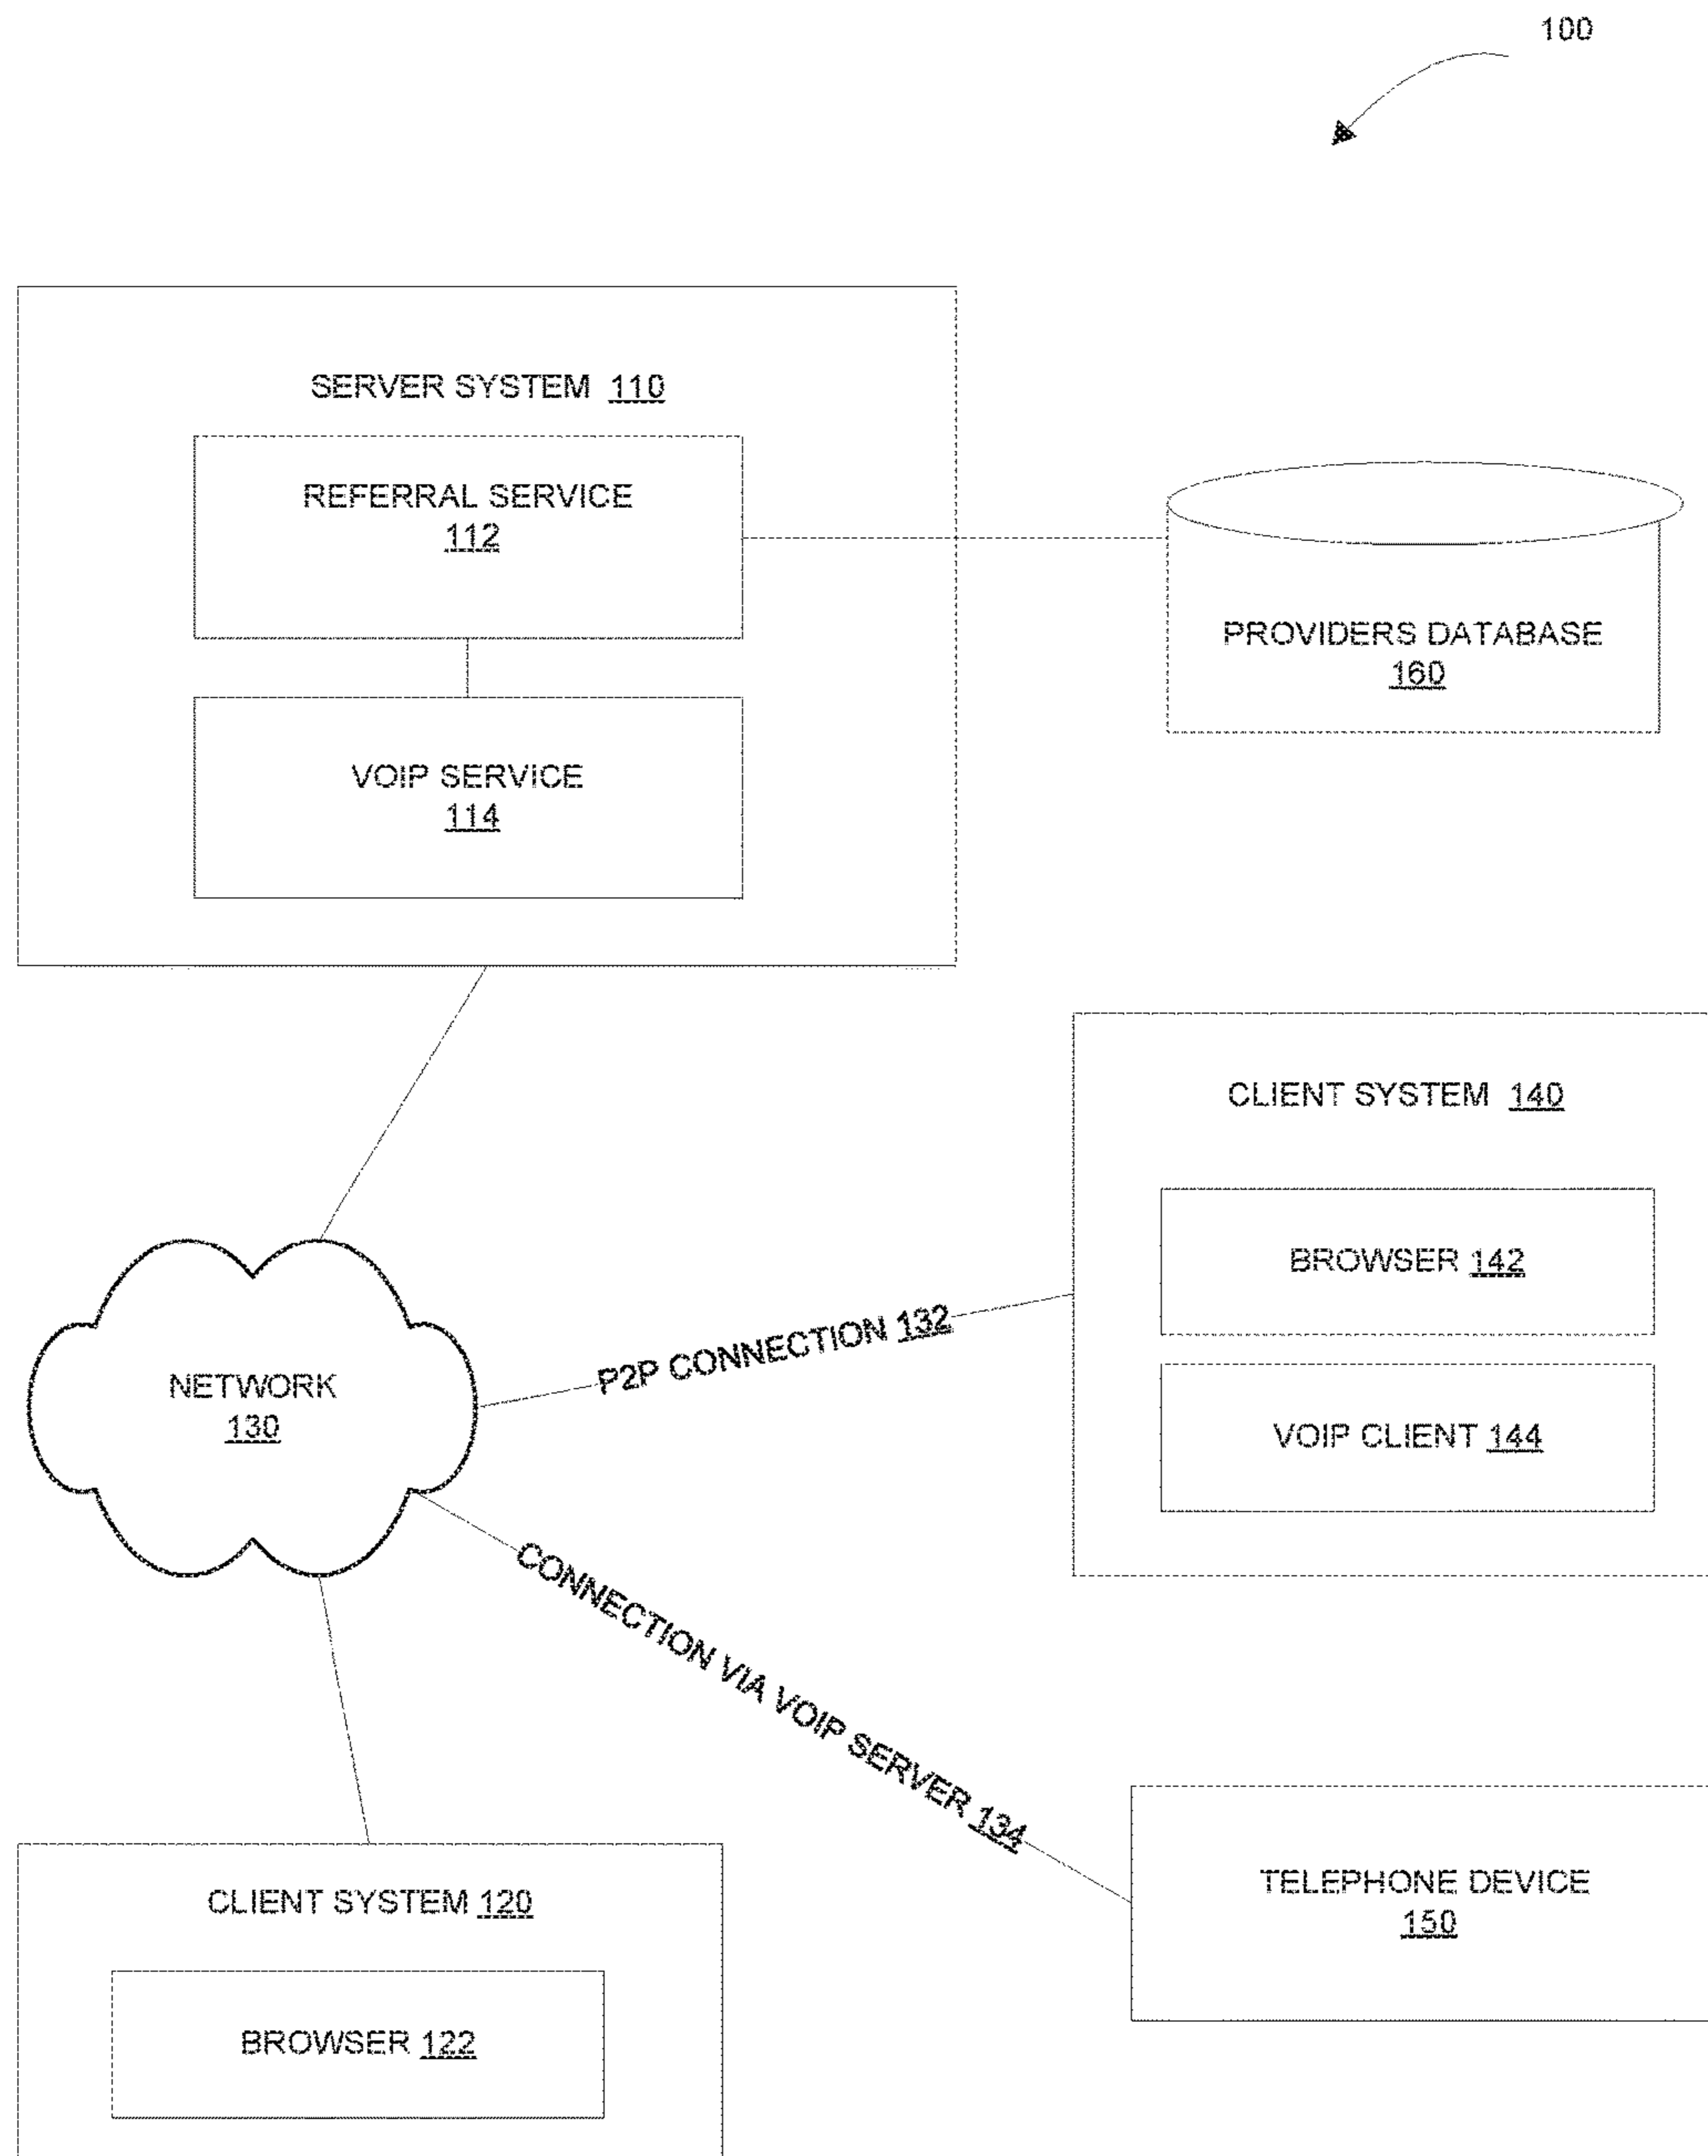 100
SERVER SYSTEM 110
REFERRAL SERVICE
112
PROVIDERS DATABASE
160
VOIP SERVICE
114
CLIENT SYSTEM 140
BROWSER 142
VOIP CLIENT 144
P2P CONNECTION 132
NETWORK
130
CONNECTION VIA VOIP SERVER 134
TELEPHONE DEVICE
150
CLIENT SYSTEM 120
BROWSER 122